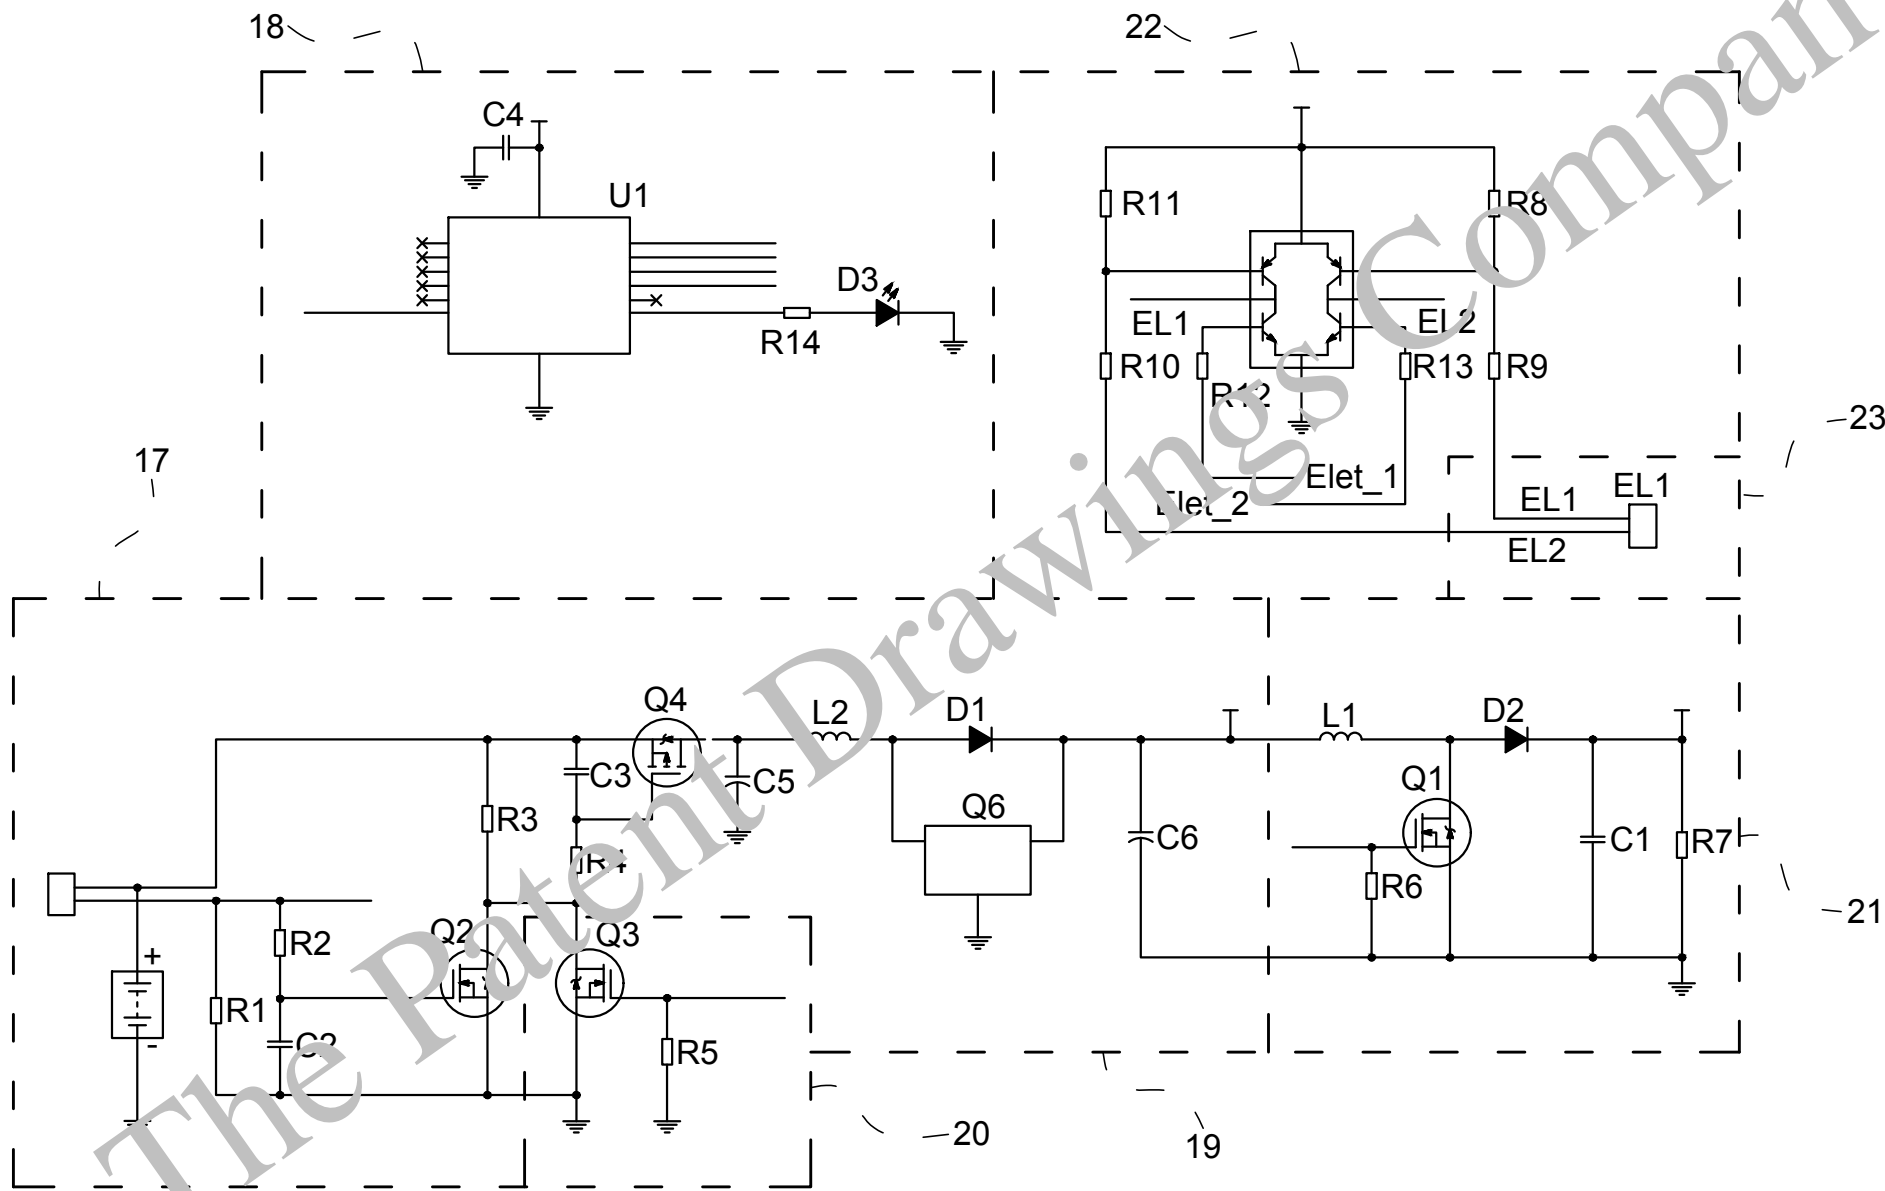 18
22
C4
U1
R11
R8
D3
EL1
EL2
R14
R10
R12
R13
R9
23
17
Elet_1
Elet_2
EL1
EL1
EL2
Q4
L2
D1
L1
D2
C3
C5
Q1
R3
Q6
C6
C1
R7
R4
R6
R2
Q2
Q3
21
+
R1
C2
-
R5
20
19
The Patent Drawings Compan